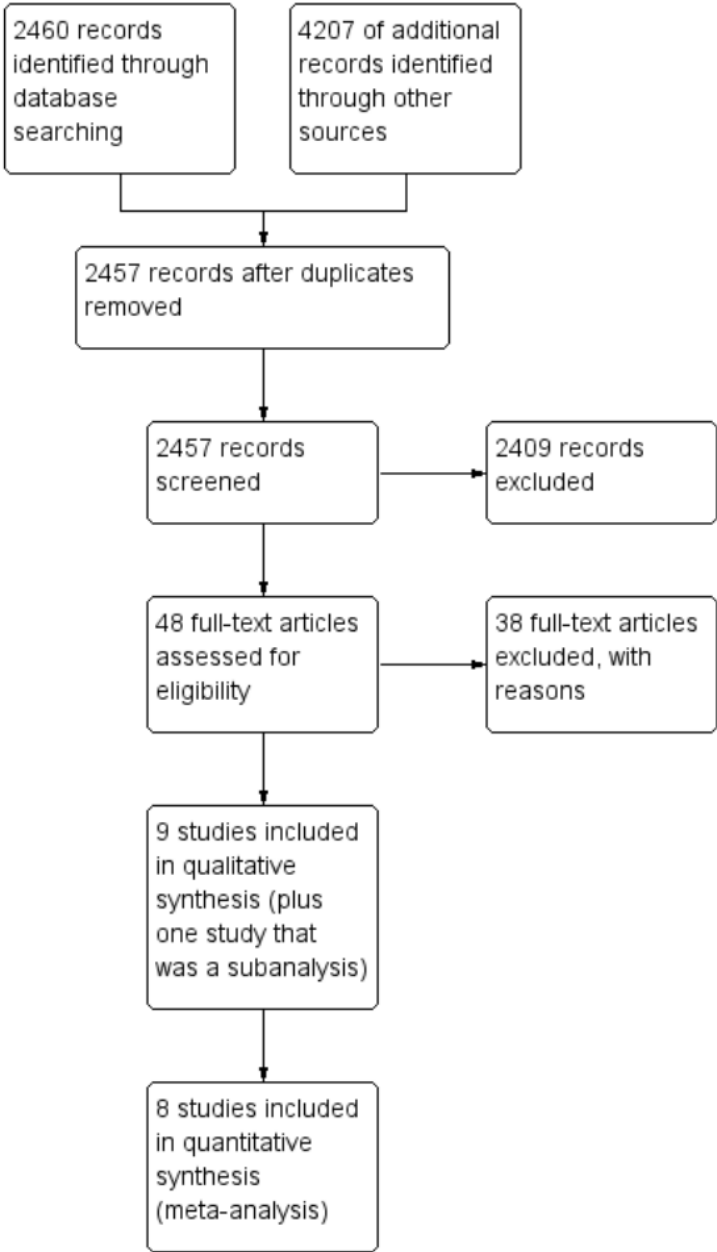 2460 records
identified through
database
searching
4207 of additional
records identified
through other
sources
2457 records after duplicates
removed
2457 records
screened
2409 records
excluded
48 full-text articles
assessed for
eligibility
38 full-text articles
excluded, with
reasons
9 studies included
in qualitative
synthesis (plus
one study that
was a subanalysis)
8 studies included
in quantitative
synthesis
(meta-analysis)